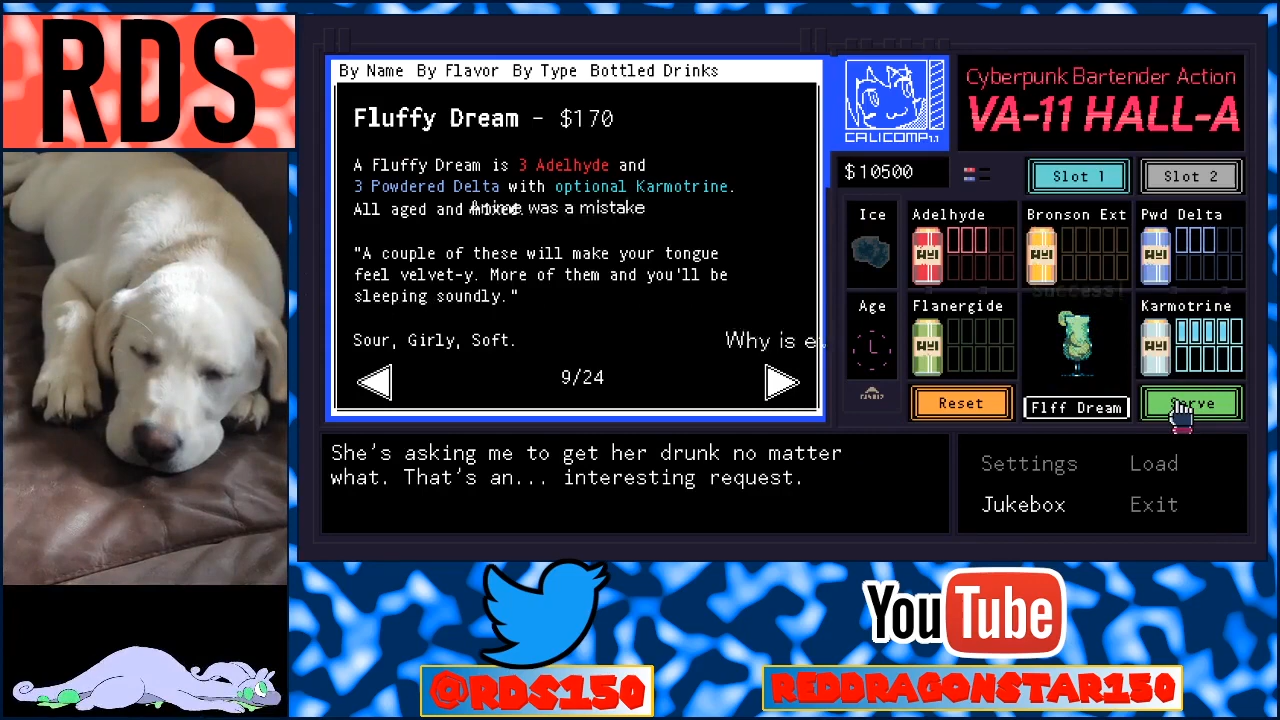 RDS
By Name By Flavor By Type Bottled Drinks
Fluffy Dream - $170
A Fluffy Dream is 3 Adelhyde and
3 Powdered Delta with optional Karmotrine.
All aged and mixed.
Anime was a mistake
"A couple of these will make your tongue
feel velvet-y. More of them and you'll be
sleeping soundly."
Sour, Girly, Soft.
Why is e
9/24
CALICOMP1.1
Cyberpunk Bartender Action
VA-11 HALL-A
$10500
Slot 1
Slot 2
Ice
Adelhyde
Bronson Ext
Pwd Delta
Success!
Age
Flanergide
Karmotrine
Reset
Flff Dream
Serve
She's asking me to get her drunk no matter
what. That's an... interesting request.
Settings
Load
Jukebox
Exit
YouTube
@RDS150
REDDRAGONSTAR150